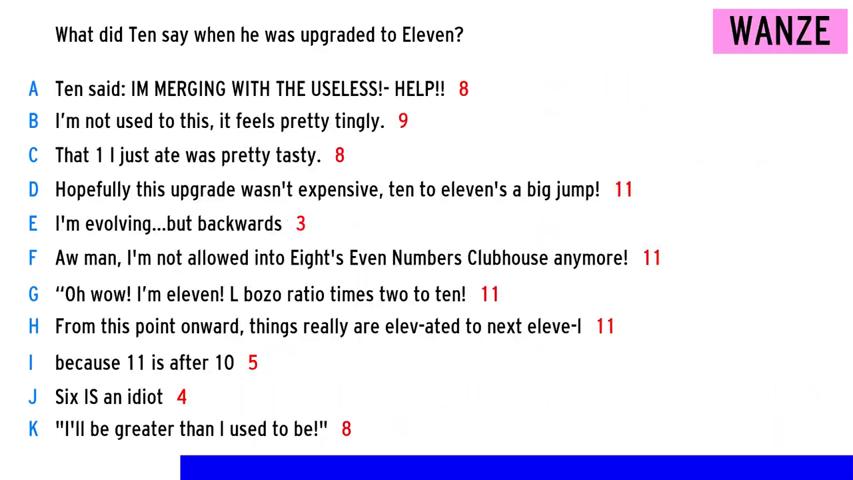 What did Ten say when he was upgraded to Eleven?
WANZE
A Ten said: IM MERGING WITH THE USELESS!- HELP!! 8
B I'm not used to this, it feels pretty tingly. 9
C That 1 I just ate was pretty tasty. 8
D Hopefully this upgrade wasn't expensive, ten to eleven's a big jump! 11
E I'm evolving...but backwards 3
F Aw man, I'm not allowed into Eight's Even Numbers Clubhouse anymore! 11
G “Oh wow! I'm eleven! L bozo ratio times two to ten! 11
H From this point onward, things really are elev-ated to next eleve-l 11
I because 11 is after 10 5
J Six IS an idiot 4
K "I'll be greater than I used to be!" 8